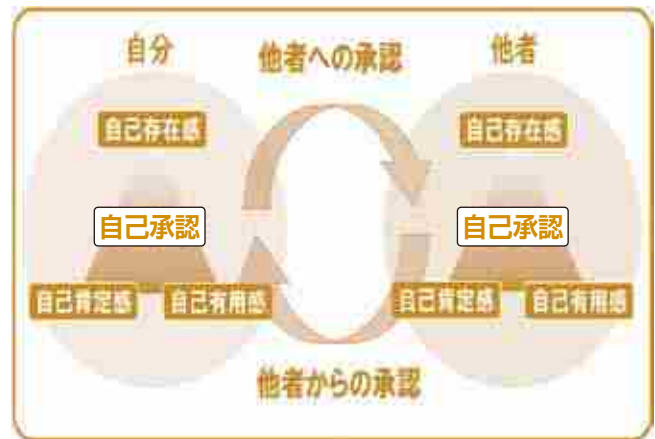 自分
他者への承認
他者
自己存在感
自己存在感
自己承認
自己承認
自己肯定感
自己有用感
自己肯定感
自己有用感
他者からの承認